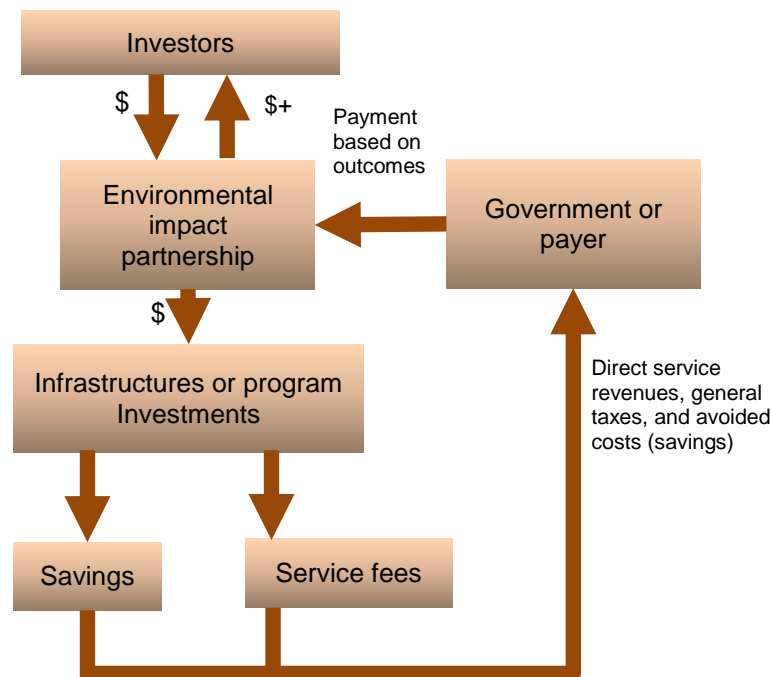 Investors
$
$+
Payment
based on
outcomes
Environmental
impact
partnership
Government or
payer
$
Infrastructures or program
Investments
Direct service
revenues, general
taxes, and avoided
costs (savings)
Savings
Service fees